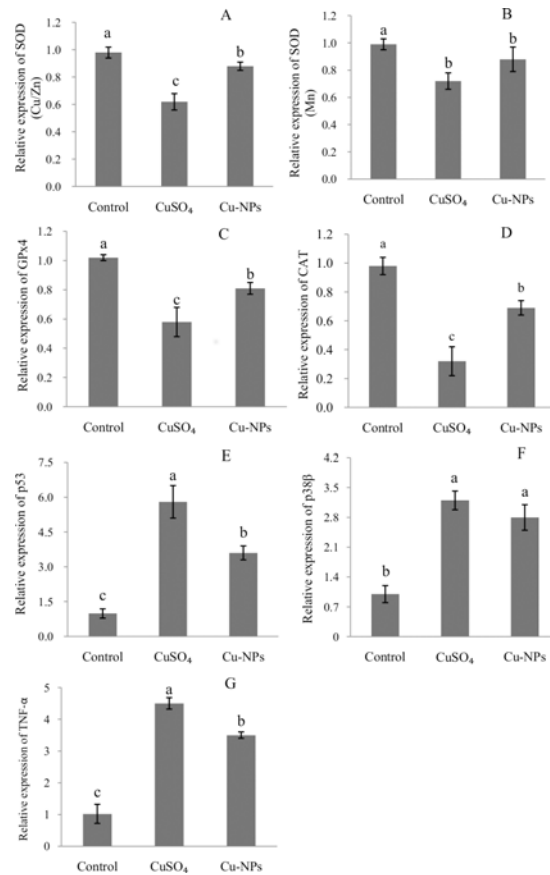 A
Relative expression of SOD
(Cu/Zn)
1.2
1.0
0.8
0.6
0.4
0.2
0.0
a
c
b
Control
CuSO₄
Cu-NPs
B
Relative expression of SOD
(Mn)
1.2
1.0
0.8
0.6
0.4
0.2
0.0
a
b
b
Control
CuSO₄
Cu-NPs
C
Relative expression of GPx4
1.2
1.0
0.8
0.6
0.4
0.2
0.0
a
c
b
Control
CuSO₄
Cu-NPs
D
Relative expression of CAT
1.2
1.0
0.8
0.6
0.4
0.2
0.0
a
c
b
Control
CuSO₄
Cu-NPs
E
Relative expression of p53
7.5
6.0
4.5
3.0
1.5
0.0
c
a
b
Control
CuSO₄
Cu-NPs
F
Relative expression of p38β
4.2
3.5
2.8
2.1
1.4
0.7
0
b
a
a
Control
CuSO₄
Cu-NPs
G
Relative expression of TNF-α
5
4
3
2
1
0
c
a
b
Control
CuSO₄
Cu-NPs